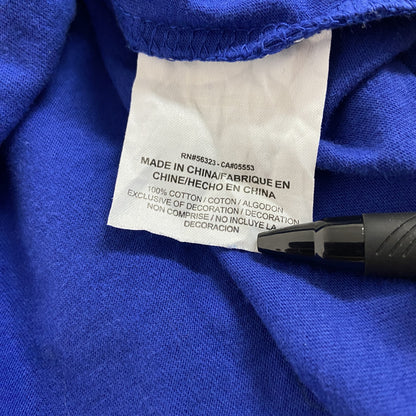 RN#56323 - CA#05553
MADE IN CHINA/FABRIQUE EN
CHINE/HECHO EN CHINA
100% COTTON / COTON / ALGODON
EXCLUSIVE OF DECORATION / DECORATION
NON COMPRISE / NO INCLUYE LA
DECORACION